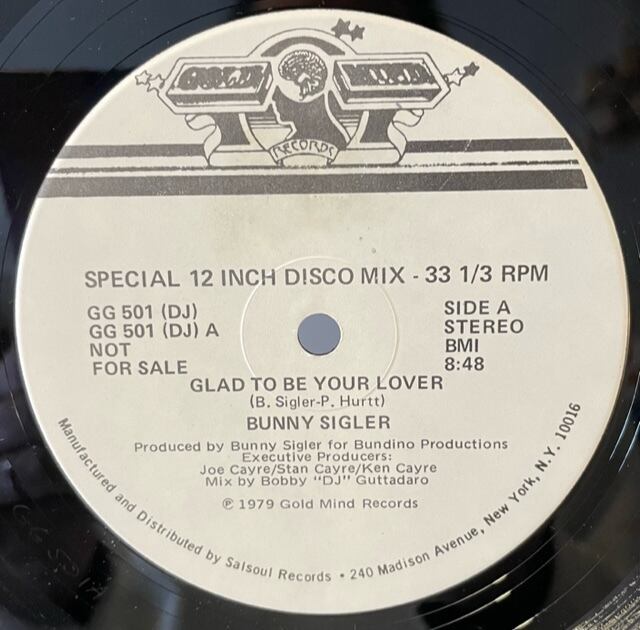 GOLD MIND
RECORDS
SPECIAL 12 INCH DISCO MIX - 33 1/3 RPM
GG 501 (DJ)
GG 501 (DJ) A
NOT
FOR SALE
SIDE A
STEREO
BMI
8:48
GLAD TO BE YOUR LOVER
(B. Sigler-P. Hurtt)
BUNNY SIGLER
Produced by Bunny Sigler for Bundino Productions
Executive Producers:
Joe Cayre/Stan Cayre/Ken Cayre
Mix by Bobby "DJ" Guttadaro
℗ 1979 Gold Mind Records
Manufactured and Distributed by Salsoul Records • 240 Madison Avenue, New York, N.Y. 10016